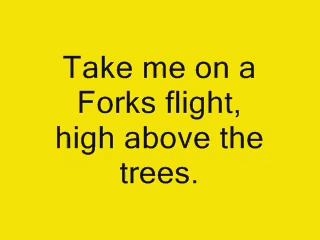 Take me on a
Forks flight,
high above the
trees.